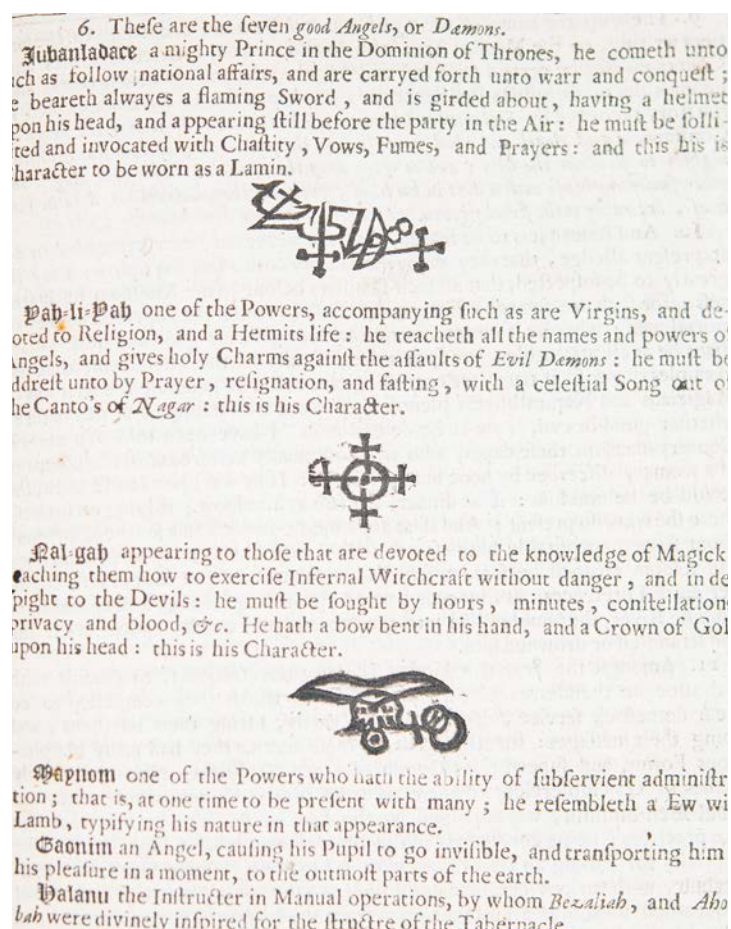 6. Theſe are the ſeven good Angels, or Dæmons.
Jubanladace a mighty Prince in the Dominion of Thrones, he cometh unto
ch as follow national affairs, and are carryed forth unto warr and conqueſt ;
e beareth alwayes a flaming Sword , and is girded about, having a helmet
pon his head, and appearing ſtill before the party in the Air : he muſt be ſolli-
ted and invocated with Chaſtity , Vows, Fumes, and Prayers : and this his is
haracter to be worn as a Lamin.
Pah-li-Pah one of the Powers, accompanying ſuch as are Virgins, and de-
oted to Religion, and a Hermits life : he teacheth all the names and powers o
ngels, and gives holy Charms againſt the aſſaults of Evil Dæmons : he muſt be
ddreſt unto by Prayer, reſignation, and faſting , with a celeſtial Song out o
he Canto's of Nagar : this is his Character.
Nal-gah appearing to thoſe that are devoted to the knowledge of Magick
eaching them how to exerciſe Infernal Witchcraft without danger , and in de
pight to the Devils : he muſt be ſought by hours , minutes , conſtellation
privacy and blood, &c. He hath a bow bent in his hand, and a Crown of Gol
upon his head : this is his Character.
Maynom one of the Powers who hath the ability of ſubſervient adminiſtr
tion ; that is, at one time to be preſent with many ; he reſembleth a Ew wi
Lamb , typifying his nature in that appearance.
Gaonim an Angel, cauſing his Pupil to go inviſible, and tranſporting him
his pleaſure in a moment, to the outmoſt parts of the earth.
Halanu the Inſtructer in Manual operations, by whom Bezaliah, and Aho
bah were divinely inſpired for the ſtructre of the Tabernacle